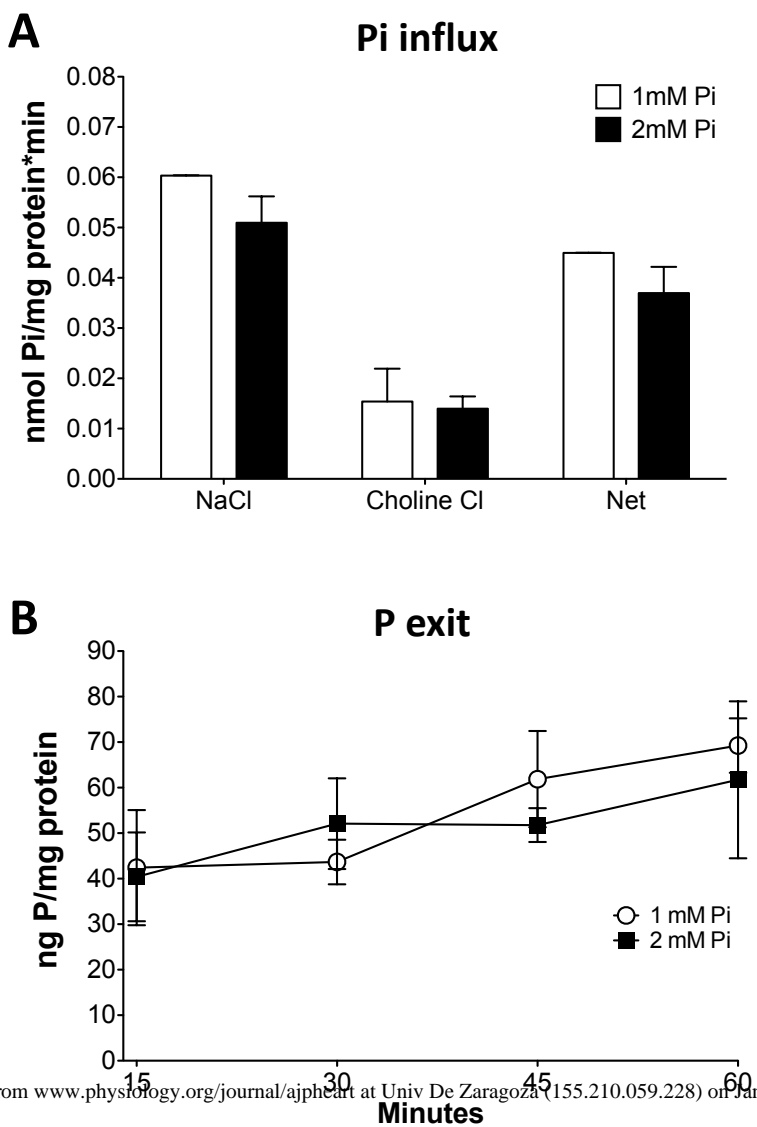 A
Pi influx
0.08
0.07
0.06
0.05
0.04
0.03
0.02
0.01
0.00
nmol Pi/mg protein*min
1mM Pi
2mM Pi
NaCl Choline Cl Net
B
P exit
90
80
70
60
50
40
30
20
10
0
ng P/mg protein
1 mM Pi
2 mM Pi
15 30 45 60
om www.physiology.org/journal/ajpheart at Univ De Zaragoza (155.210.059.228) on Jan
Minutes